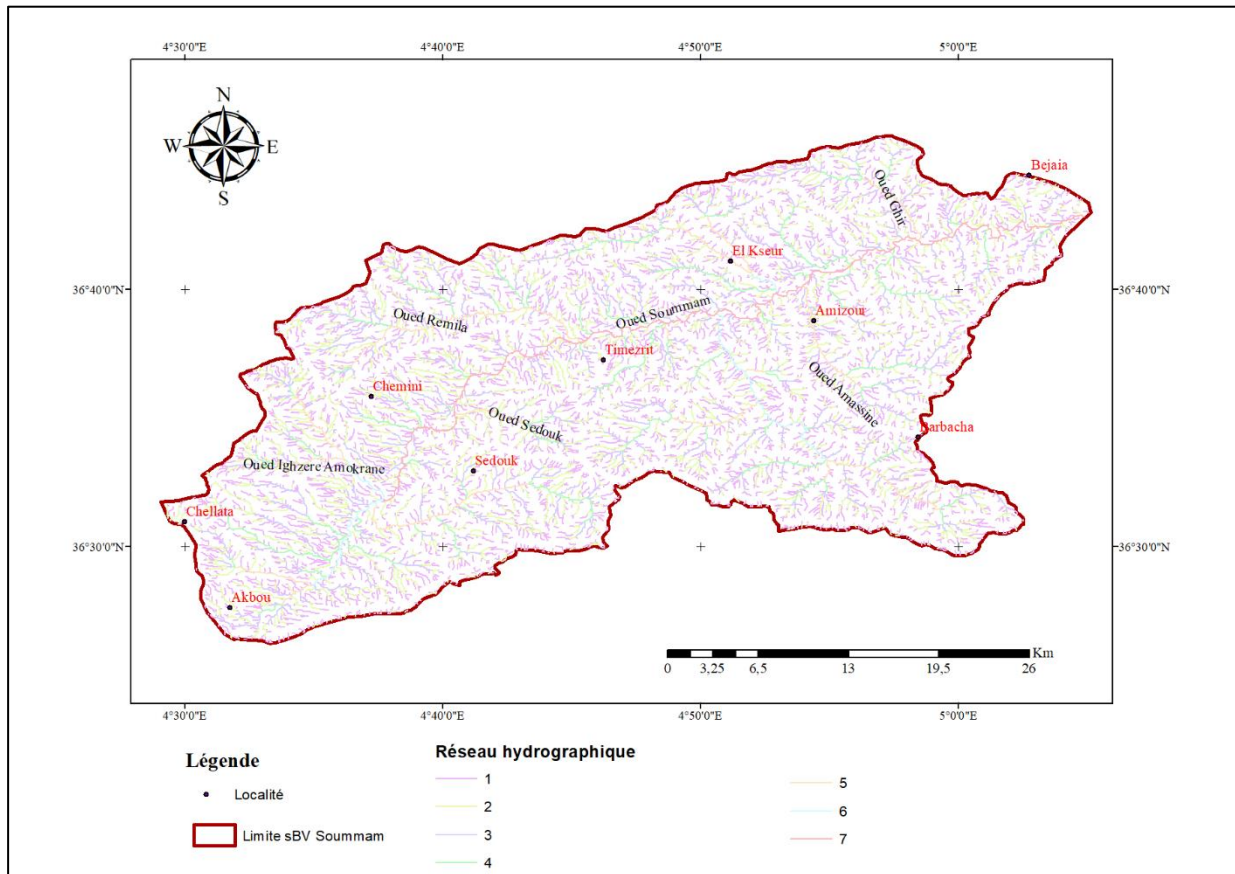 4°30'0"E 4°40'0"E 4°50'0"E 5°0'0"E
N
W E
S
Bejaia
Oued Ghir
El Kseur
36°40'0"N 36°40'0"N
Oued Soummam
Amizour
Oued Remila
Timezrit
Chemini
Oued Amassine
Oued Sedouk
Barbacha
Oued Ighzere Amokrane
Sedouk
Chellata
36°30'0"N 36°30'0"N
Akbou
Km
0 3,25 6,5 13 19,5 26
4°30'0"E 4°40'0"E 4°50'0"E 5°0'0"E
Légende
Localité
Limite sBV Soummam
Réseau hydrographique
1
2
3
4
5
6
7